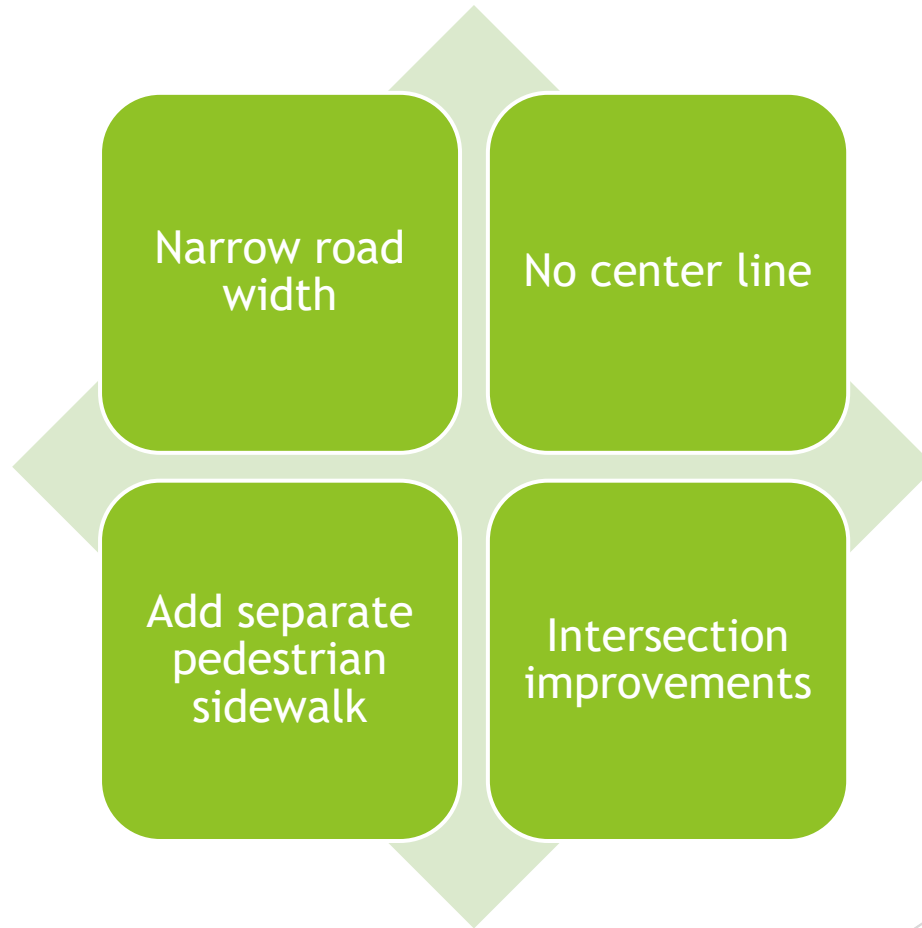 Narrow road
width
No center line
Add separate
pedestrian
sidewalk
Intersection
improvements